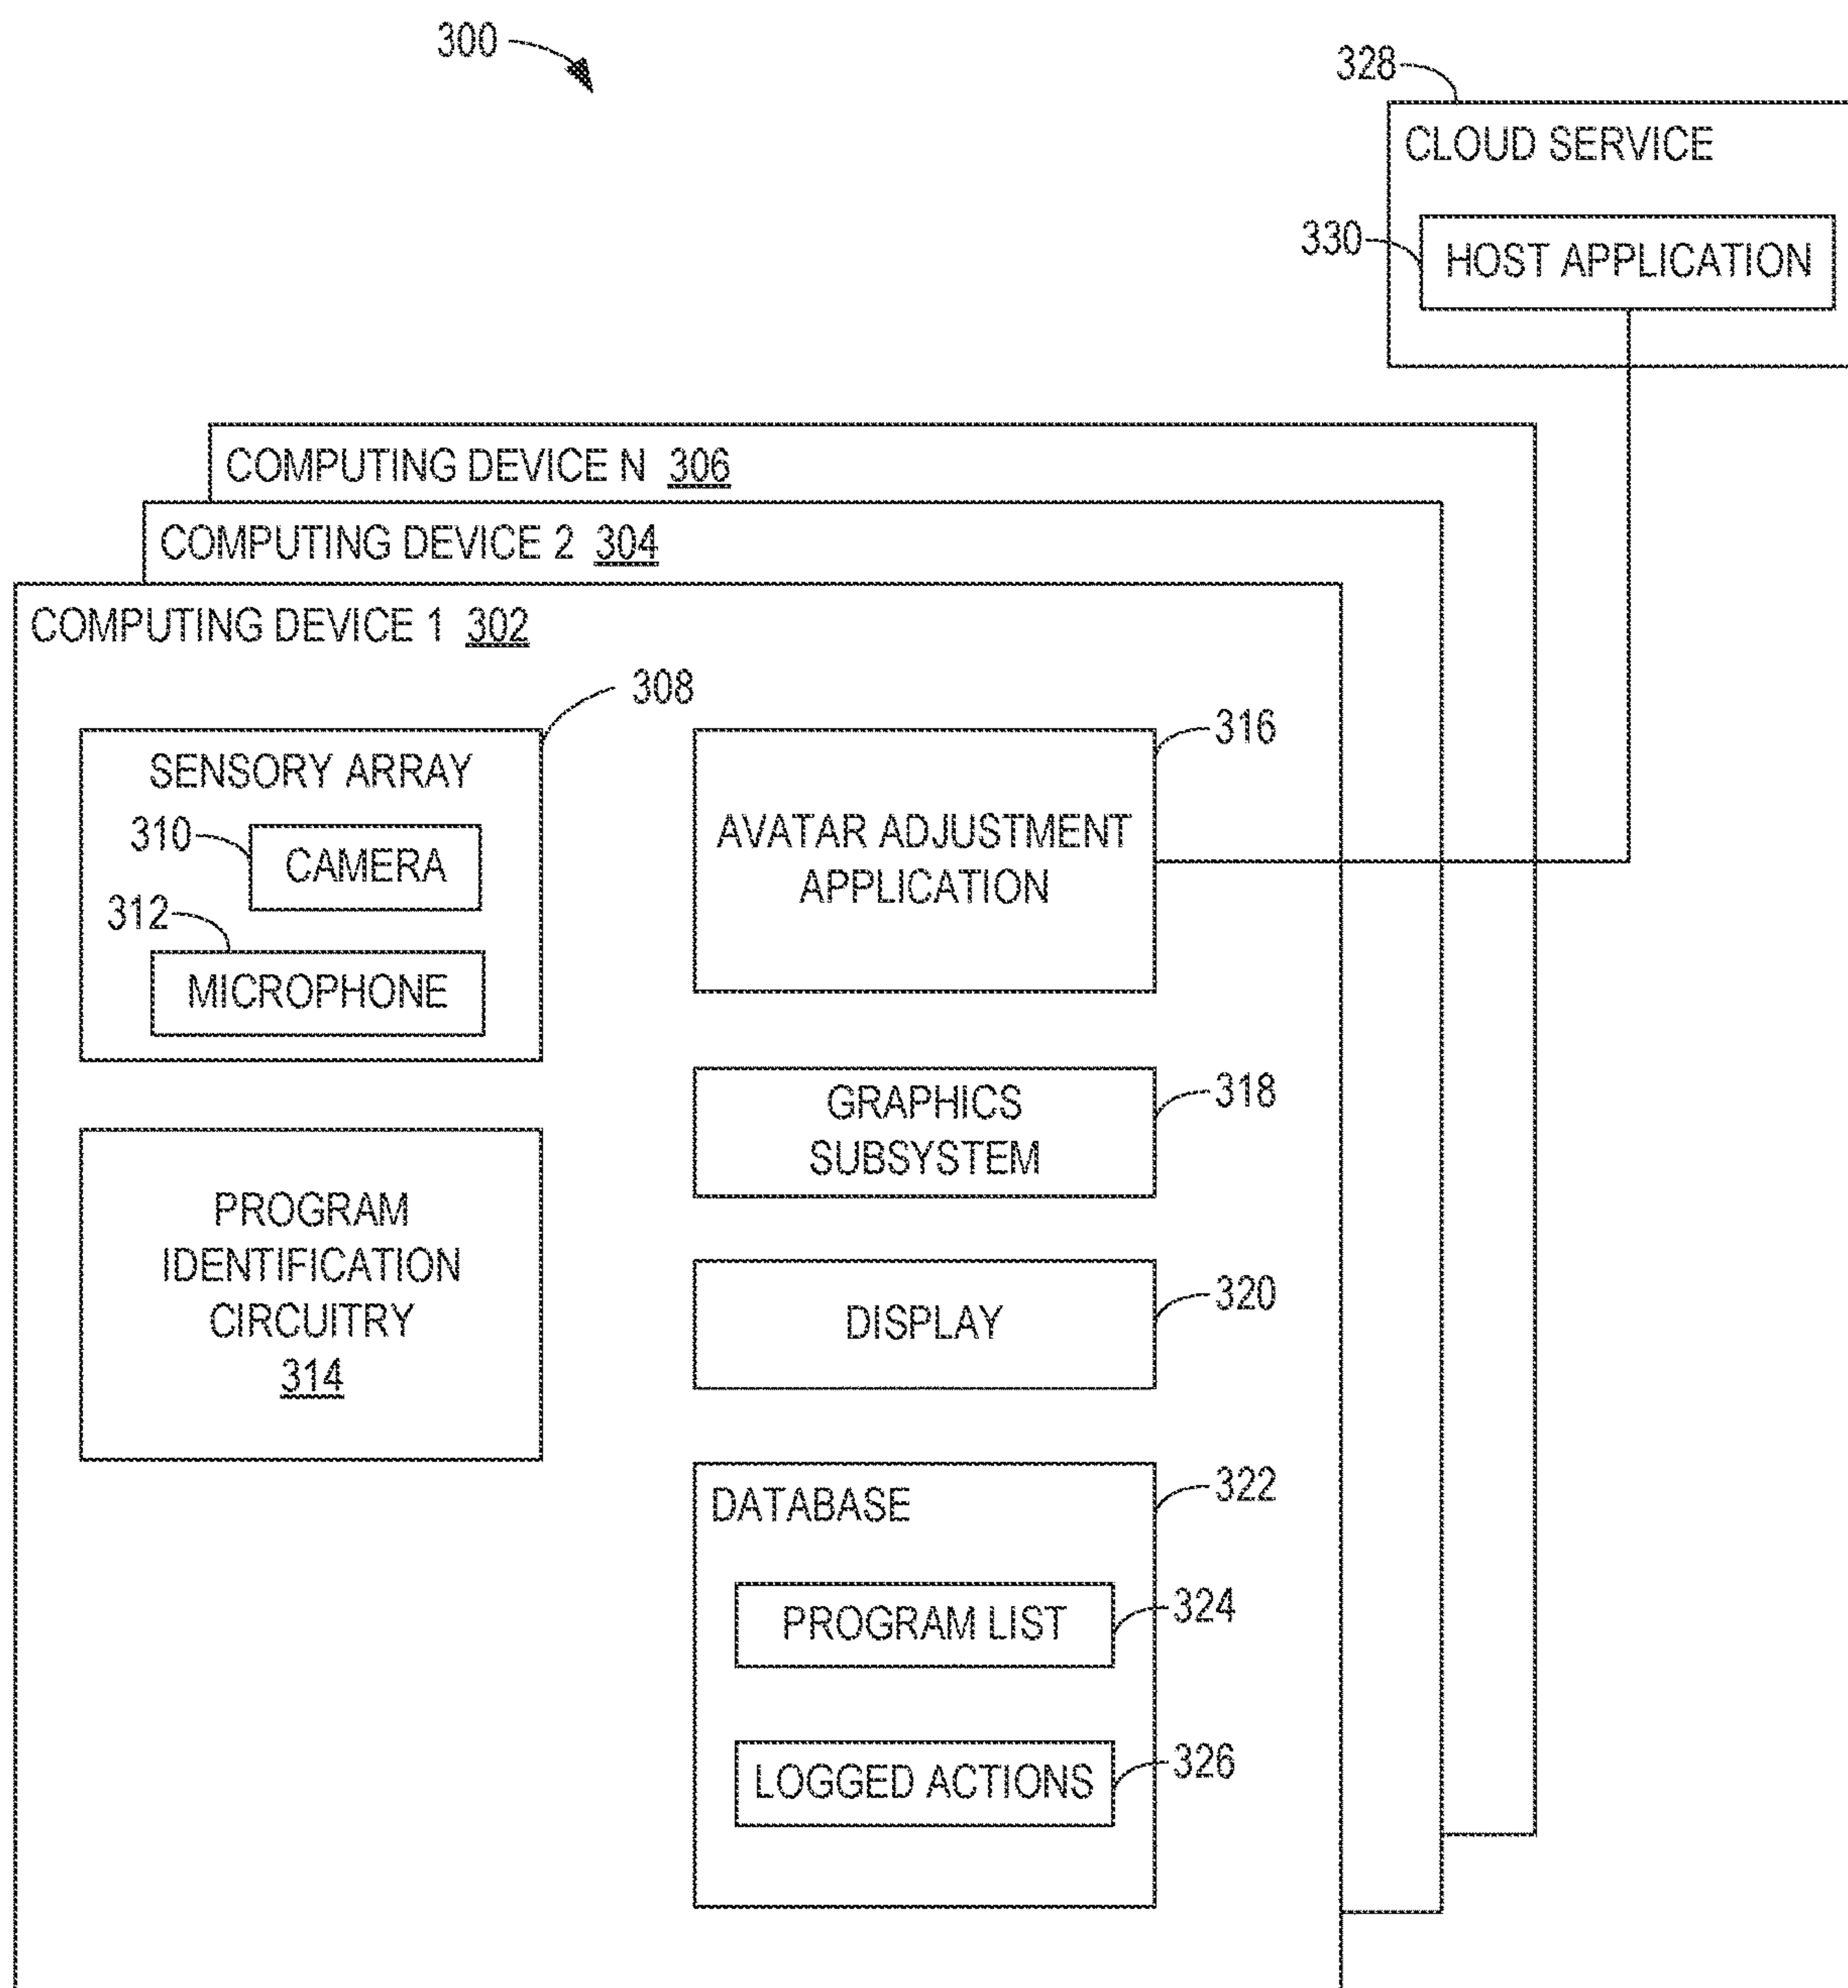 300
328
CLOUD SERVICE
330
HOST APPLICATION
COMPUTING DEVICE N 306
COMPUTING DEVICE 2 304
COMPUTING DEVICE 1 302
308
SENSORY ARRAY
310
CAMERA
312
MICROPHONE
PROGRAM
IDENTIFICATION
CIRCUITRY
314
316
AVATAR ADJUSTMENT
APPLICATION
318
GRAPHICS
SUBSYSTEM
320
DISPLAY
322
DATABASE
324
PROGRAM LIST
326
LOGGED ACTIONS